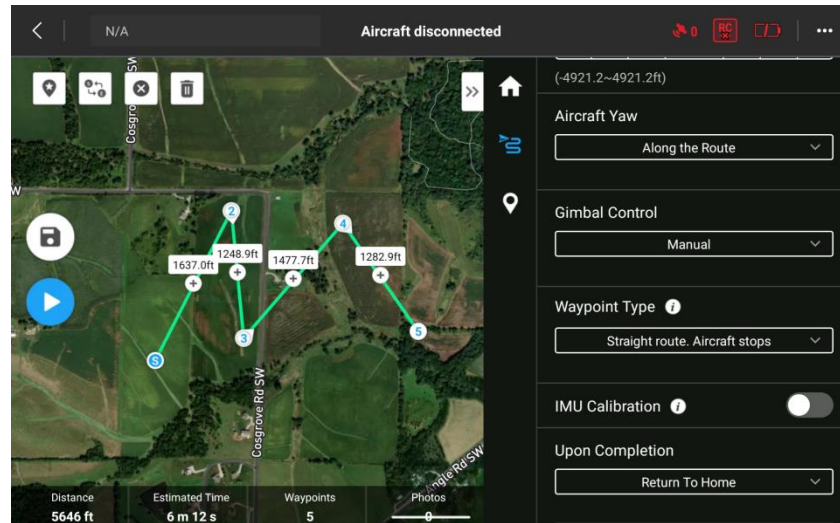 N/A
Aircraft disconnected
0
RC
(-4921.2~4921.2ft)
Aircraft Yaw
Along the Route
Gimbal Control
Manual
Waypoint Type
Straight route. Aircraft stops
IMU Calibration
Upon Completion
Return To Home
Cosgro
W
2
4
1637.0ft
1248.9ft
1477.7ft
1282.9ft
3
5
S
Cosgrove Rd SW
Angle Rd SW
Distance
Estimated Time
Waypoints
Photos
5646 ft
6 m 12 s
5
0